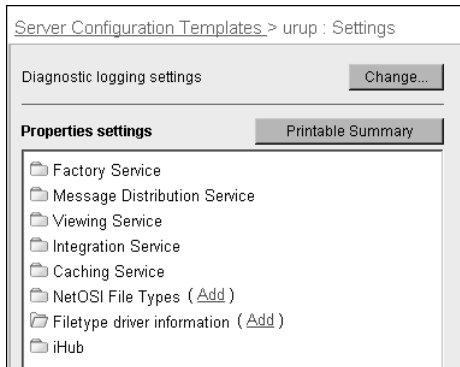 Server Configuration Templates > urup : Settings
Diagnostic logging settings
Change...
Properties settings
Printable Summary
Factory Service
Message Distribution Service
Viewing Service
Integration Service
Caching Service
NetOSI File Types ( Add )
Filetype driver information ( Add )
iHub